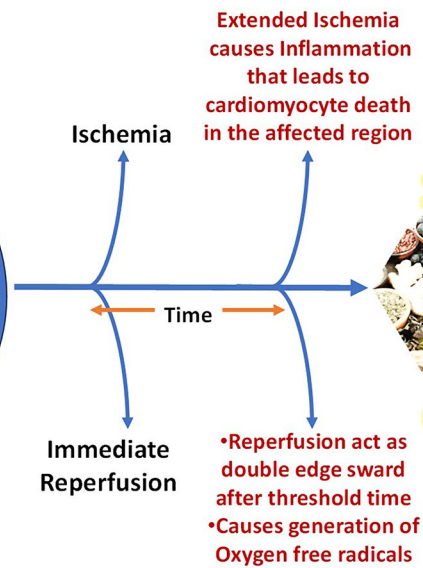 Ischemia
Extended Ischemia
causes Inflammation
that leads to
cardiomyocyte death
in the affected region
Time
Immediate
Reperfusion
•Reperfusion act as
double edge sward
after threshold time
•Causes generation of
Oxygen free radicals